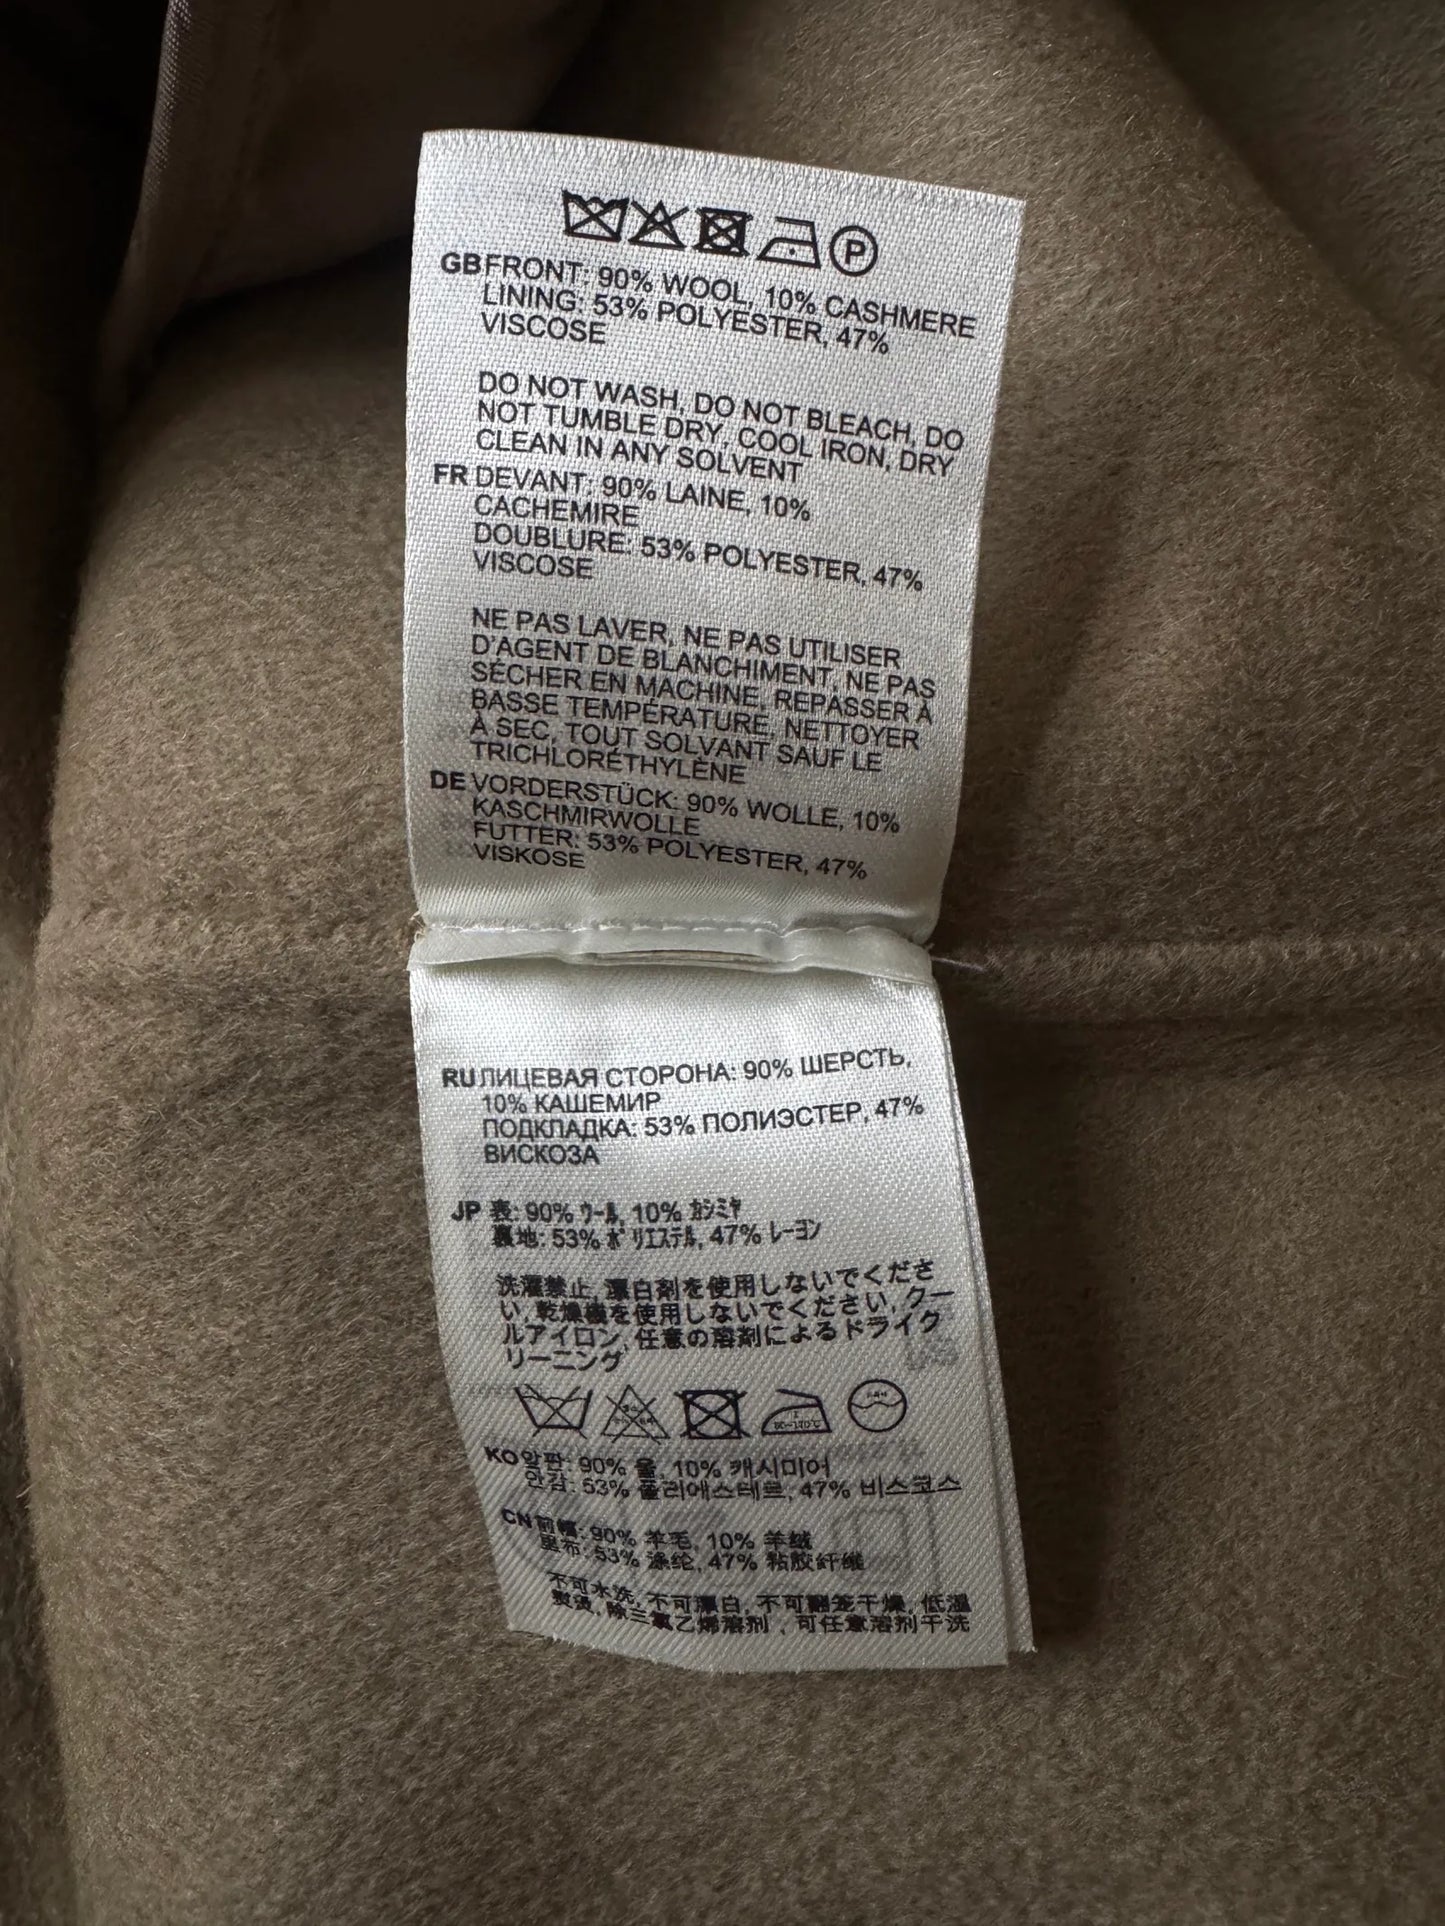 P
GB FRONT: 90% WOOL, 10% CASHMERE
LINING: 53% POLYESTER, 47%
VISCOSE
DO NOT WASH, DO NOT BLEACH, DO
NOT TUMBLE DRY, COOL IRON, DRY
CLEAN IN ANY SOLVENT
FR DEVANT: 90% LAINE, 10%
CACHEMIRE
DOUBLURE: 53% POLYESTER, 47%
VISCOSE
NE PAS LAVER, NE PAS UTILISER
D'AGENT DE BLANCHIMENT, NE PAS
SÉCHER EN MACHINE, REPASSER À
BASSE TEMPÉRATURE, NETTOYER
À SEC, TOUT SOLVANT SAUF LE
TRICHLORÉTHYLÈNE
DE VORDERSTÜCK: 90% WOLLE, 10%
KASCHMIRWOLLE
FUTTER: 53% POLYESTER, 47%
VISKOSE
RU ЛИЦЕВАЯ СТОРОНА: 90% ШЕРСТЬ,
10% КАШЕМИР
ПОДКЛАДКА: 53% ПОЛИЭСТЕР, 47%
ВИСКОЗА
JP 表: 90% ウール, 10% カシミヤ
裏地: 53% ポリエステル, 47% レーヨン
洗濯禁止, 漂白剤を使用しないでくださ
い, 乾燥機を使用しないでください, クー
ルアイロン, 任意の溶剤によるドライク
リーニング
KO 앞판: 90% 울, 10% 캐시미어
안감: 53% 폴리에스테르, 47% 비스코스
CN 前幅: 90% 羊毛, 10% 羊绒
里布: 53% 涤纶, 47% 粘胶纤维
不可水洗, 不可漂白, 不可翻笼干燥, 低温
熨烫, 除三氯乙烯溶剂, 可任意溶剂干洗